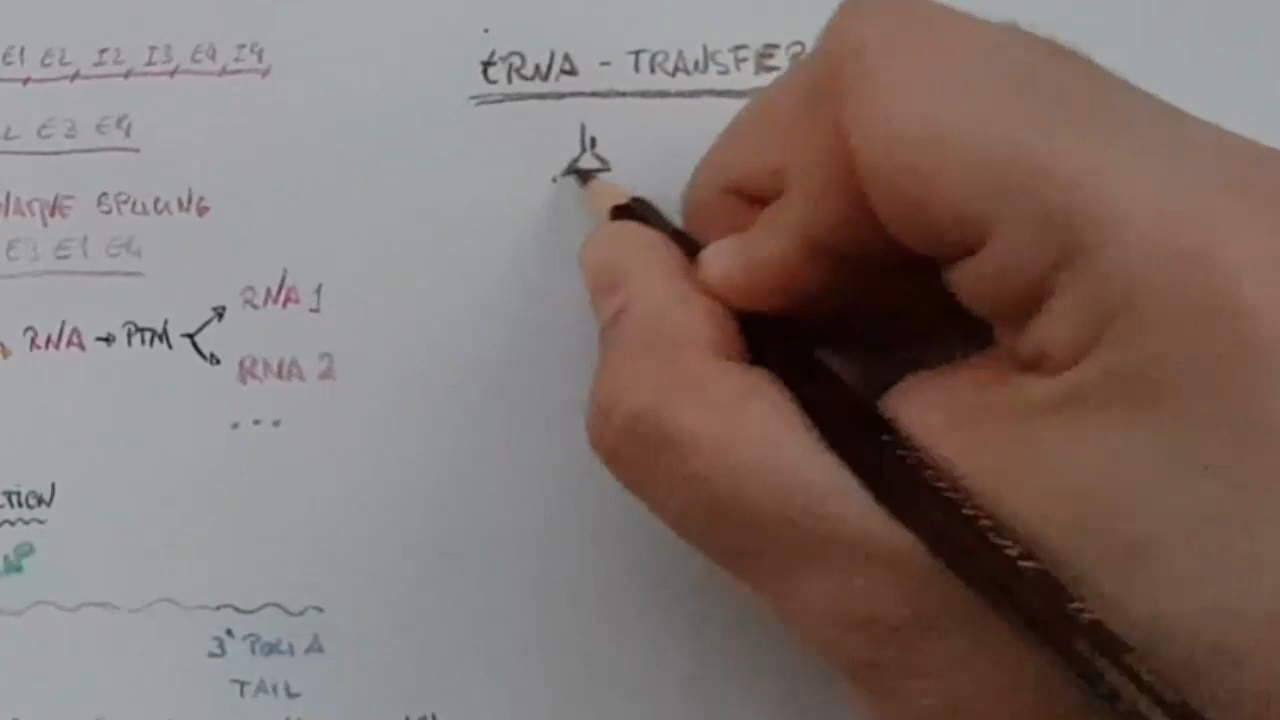 E1 E2, I2, I3, E4, I4
E3 E4
SPLICING
E3 E1 E4
RNA → PTM
RNA 1
RNA 2
...
3' POLI A
TAIL
tRNA - TRANSFER